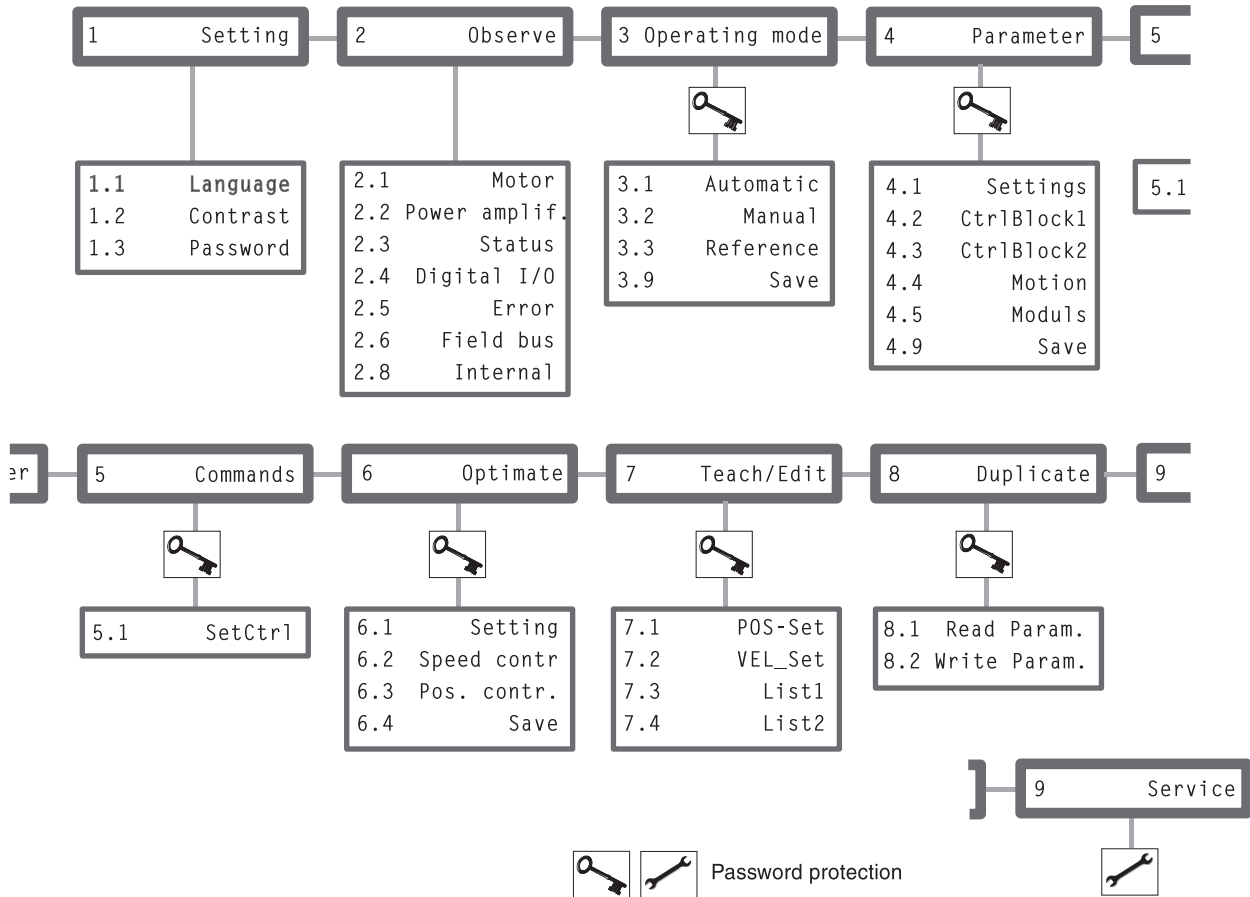 1 Setting
2 Observe
3 Operating mode
4 Parameter
5
1.1 Language
1.2 Contrast
1.3 Password
2.1 Motor
2.2 Power amplif.
2.3 Status
2.4 Digital I/O
2.5 Error
2.6 Field bus
2.8 Internal
3.1 Automatic
3.2 Manual
3.3 Reference
3.9 Save
4.1 Settings
4.2 CtrlBlock1
4.3 CtrlBlock2
4.4 Motion
4.5 Moduls
4.9 Save
5.1
er
5 Commands
6 Optimate
7 Teach/Edit
8 Duplicate
9
5.1 SetCtrl
6.1 Setting
6.2 Speed contr
6.3 Pos. contr.
6.4 Save
7.1 POS-Set
7.2 VEL_Set
7.3 List1
7.4 List2
8.1 Read Param.
8.2 Write Param.
9 Service
Password protection